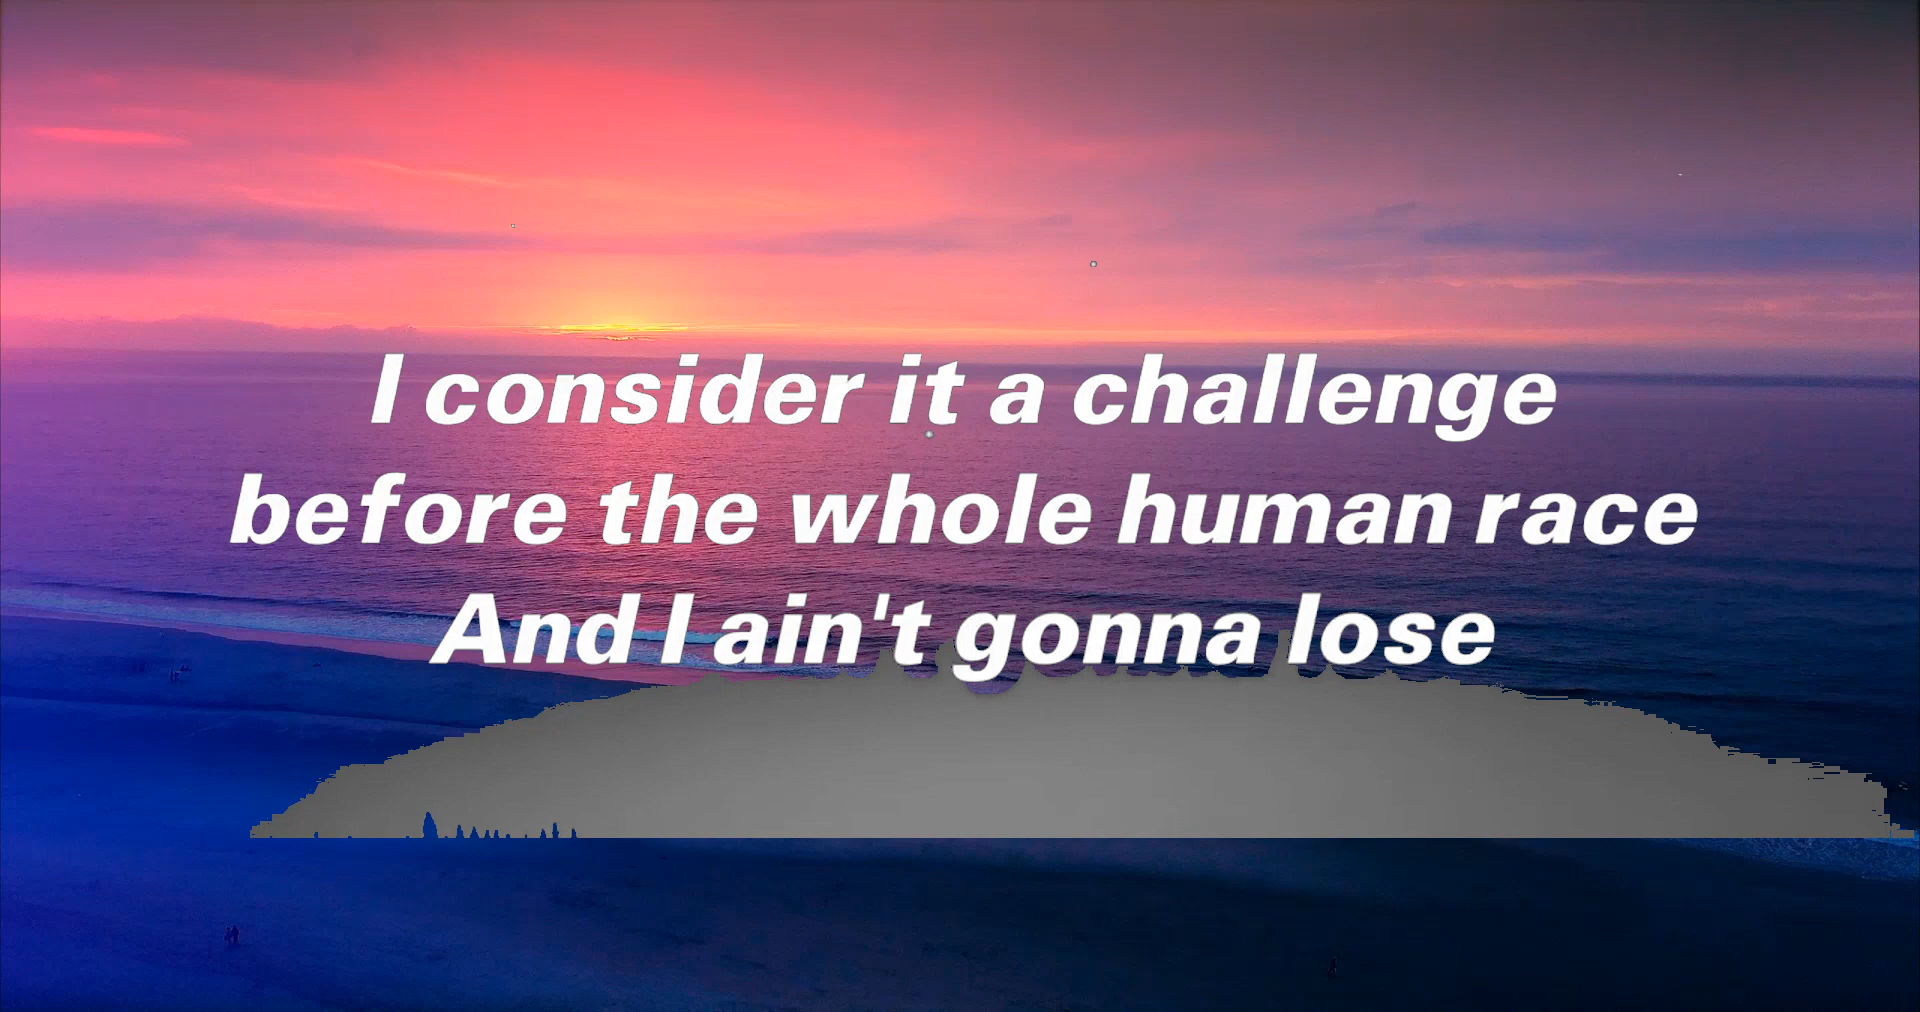 I consider it a challenge
before the whole human race
And I ain't gonna lose